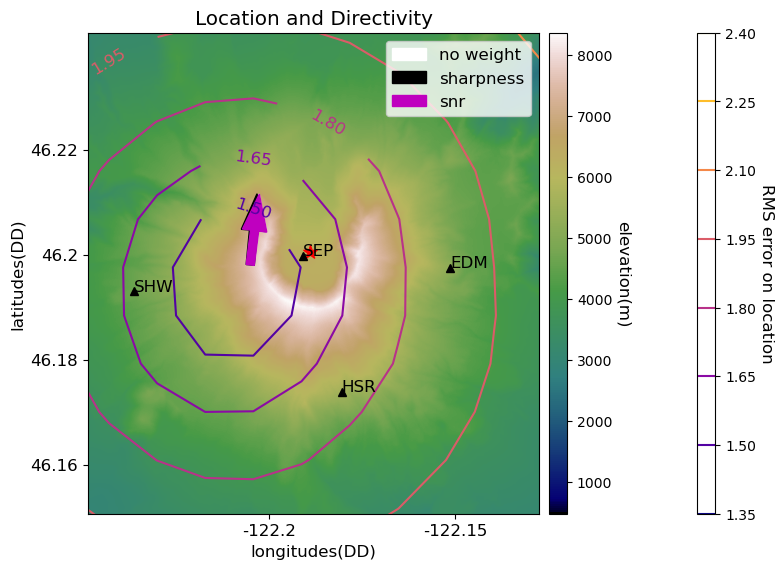 Location and Directivity
no weight
sharpness
snr
1.95
1.80
1.65
1.50
SEP
EDM
SHW
HSR
46.22
46.2
46.18
46.16
latitudes(DD)
-122.2
-122.15
longitudes(DD)
8000
7000
6000
5000
4000
3000
2000
1000
elevation(m)
2.40
2.25
2.10
1.95
1.80
1.65
1.50
1.35
RMS error on location